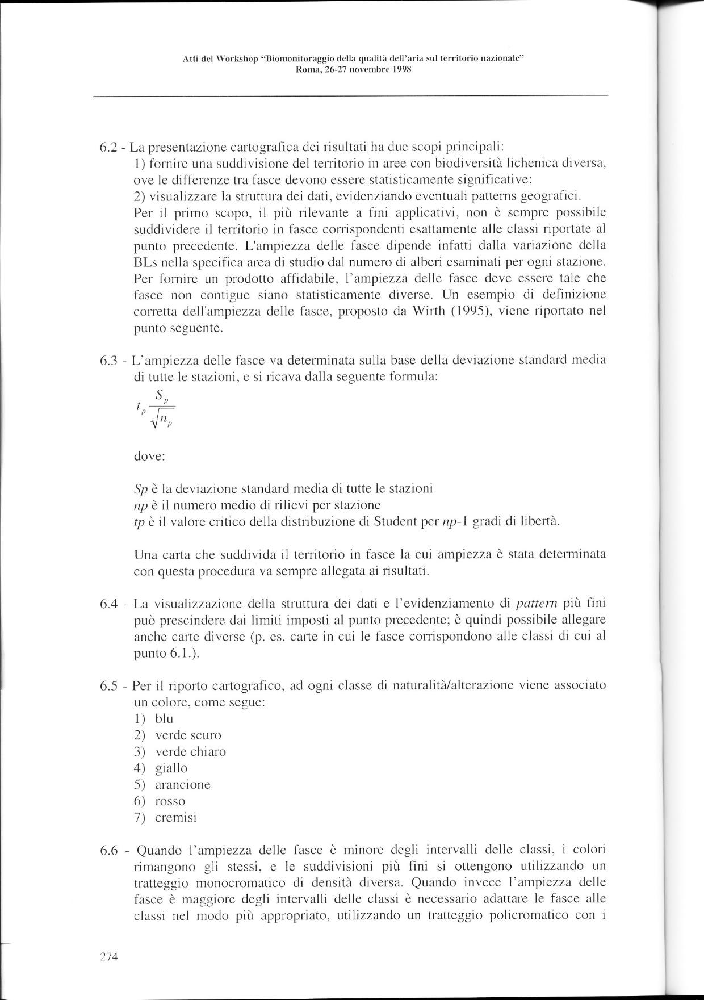 Atti del Workshop “Biomonitoraggio della qualità dell’aria sul territorio nazionale”
Roma, 26-27 novembre 1998
6.2 - La presentazione cartografica dei risultati ha due scopi principali:
1) fornire una suddivisione del territorio in aree con biodiversità lichenica diversa,
ove le differenze tra fasce devono essere statisticamente significative;
2) visualizzare la struttura dei dati, evidenziando eventuali patterns geografici.
Per il primo scopo, il più rilevante a fini applicativi, non è sempre possibile
suddividere il territorio in fasce corrispondenti esattamente alle classi riportate al
punto precedente. L'ampiezza delle fasce dipende infatti dalla variazione della
BLs nella specifica area di studio dal numero di alberi esaminati per ogni stazione.
Per fornire un prodotto affidabile, l’ampiezza delle fasce deve essere tale che
fasce non contigue siano statisticamente diverse. Un esempio di definizione
corretta dell'ampiezza delle fasce, proposto da Wirth (1995), viene riportato nel
punto seguente.
6.3 - L’ampiezza delle fasce va determinata sulla base della deviazione standard media
di tutte le stazioni, e si ricava dalla seguente formula:
t_p S_p / √n_p
dove:
Sp è la deviazione standard media di tutte le stazioni
np è il numero medio di rilievi per stazione
tp è il valore critico della distribuzione di Student per np-1 gradi di libertà.
Una carta che suddivida il territorio in fasce la cui ampiezza è stata determinata
con questa procedura va sempre allegata ai risultati.
6.4 - La visualizzazione della struttura dei dati e l’evidenziamento di pattern più fini
può prescindere dai limiti imposti al punto precedente; è quindi possibile allegare
anche carte diverse (p. es. carte in cui le fasce corrispondono alle classi di cui al
punto 6.1.).
6.5 - Per il riporto cartografico, ad ogni classe di naturalità/alterazione viene associato
un colore, come segue:
1) blu
2) verde scuro
3) verde chiaro
4) giallo
5) arancione
6) rosso
7) cremisi
6.6 - Quando l’ampiezza delle fasce è minore degli intervalli delle classi, i colori
rimangono gli stessi, e le suddivisioni più fini si ottengono utilizzando un
tratteggio monocromatico di densità diversa. Quando invece l’ampiezza delle
fasce è maggiore degli intervalli delle classi è necessario adattare le fasce alle
classi nel modo più appropriato, utilizzando un tratteggio policromatico con i
274